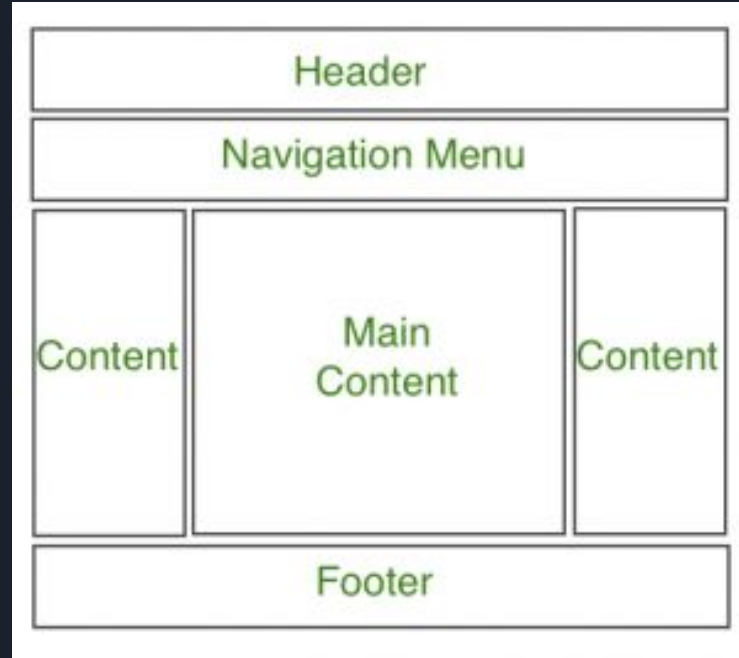 Header
Navigation Menu
Content
Main
Content
Content
Footer